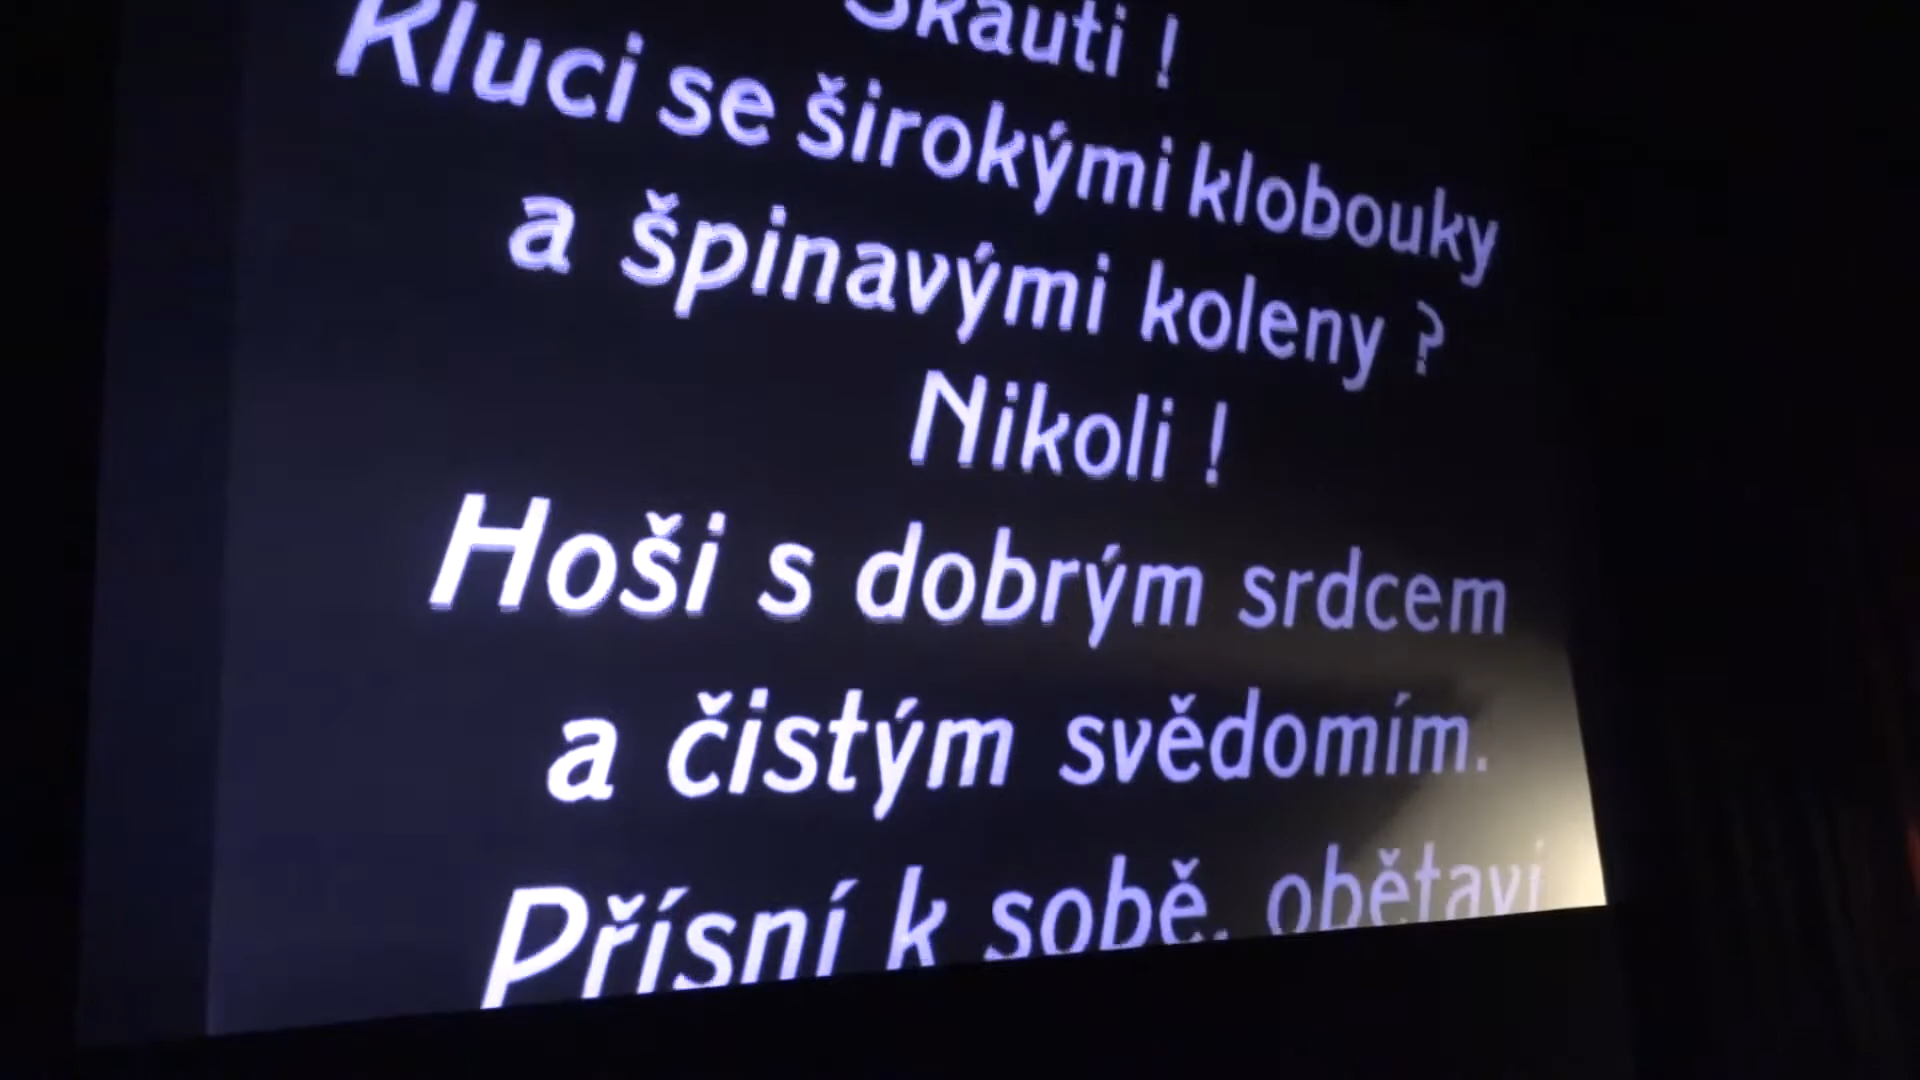 Skauti !
Kluci se širokými klobouky
a špinavými koleny ?
Nikoli !
Hoši s dobrým srdcem
a čistým svědomím.
Přísní k sobě, obětaví